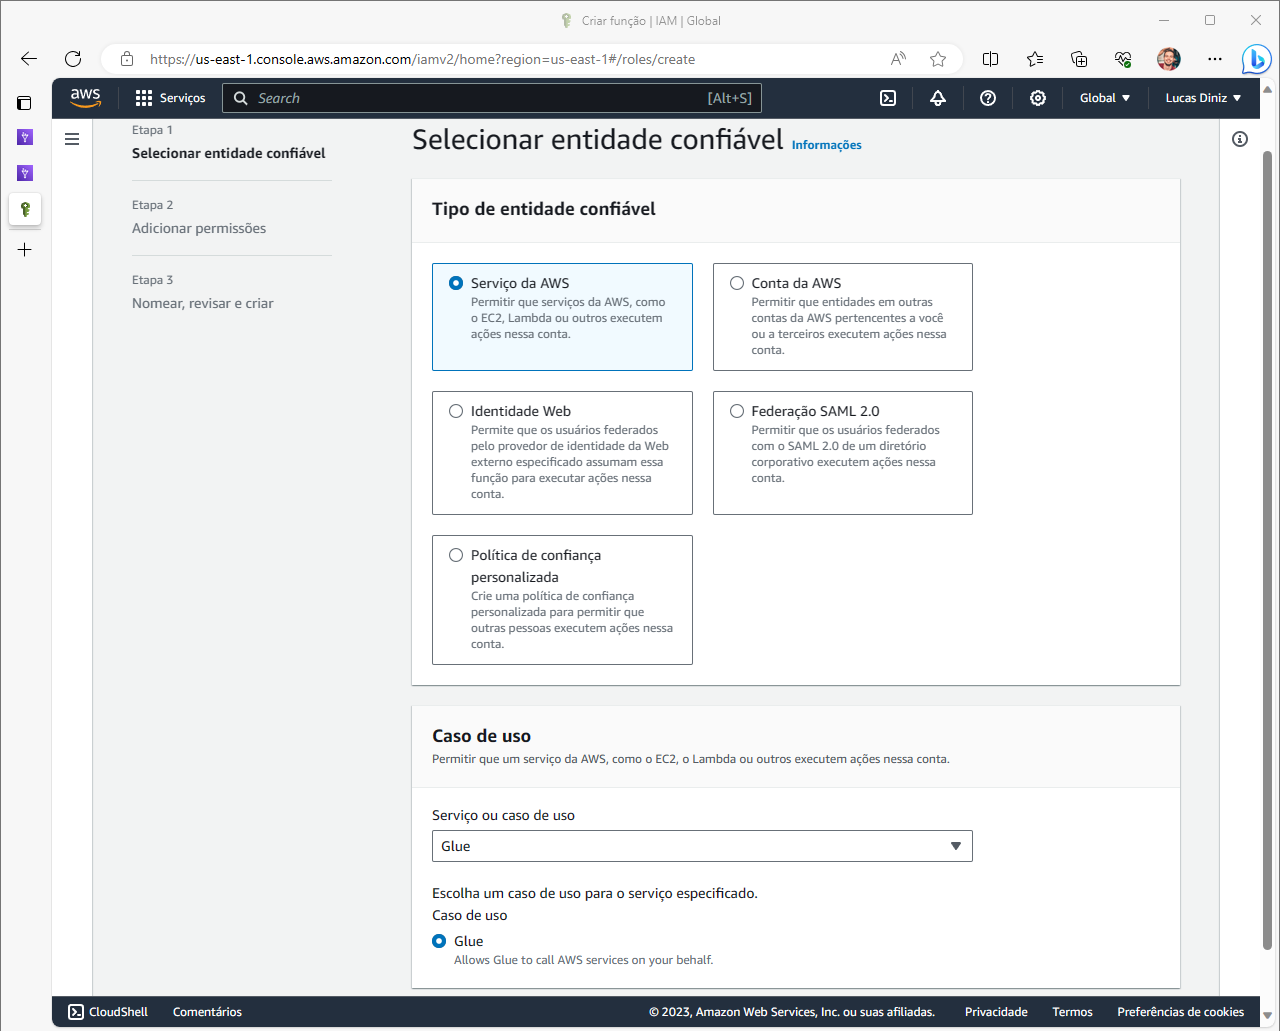 Criar função | IAM | Global
https://us-east-1.console.aws.amazon.com/iamv2/home?region=us-east-1#/roles/create
aws
Serviços
Search
[Alt+S]
Global
Lucas Diniz
Etapa 1
Selecionar entidade confiável
Etapa 2
Adicionar permissões
Etapa 3
Nomear, revisar e criar
Selecionar entidade confiável Informações
Tipo de entidade confiável
Serviço da AWS
Permitir que serviços da AWS, como
o EC2, Lambda ou outros executem
ações nessa conta.
Conta da AWS
Permitir que entidades em outras
contas da AWS pertencentes a você
ou a terceiros executem ações nessa
conta.
Identidade Web
Permite que os usuários federados
pelo provedor de identidade da Web
externo especificado assumam essa
função para executar ações nessa
conta.
Federação SAML 2.0
Permitir que os usuários federados
com o SAML 2.0 de um diretório
corporativo executem ações nessa
conta.
Política de confiança
personalizada
Crie uma política de confiança
personalizada para permitir que
outras pessoas executem ações nessa
conta.
Caso de uso
Permitir que um serviço da AWS, como o EC2, o Lambda ou outros executem ações nessa conta.
Serviço ou caso de uso
Glue
Escolha um caso de uso para o serviço especificado.
Caso de uso
Glue
Allows Glue to call AWS services on your behalf.
CloudShell
Comentários
© 2023, Amazon Web Services, Inc. ou suas afiliadas.
Privacidade
Termos
Preferências de cookies